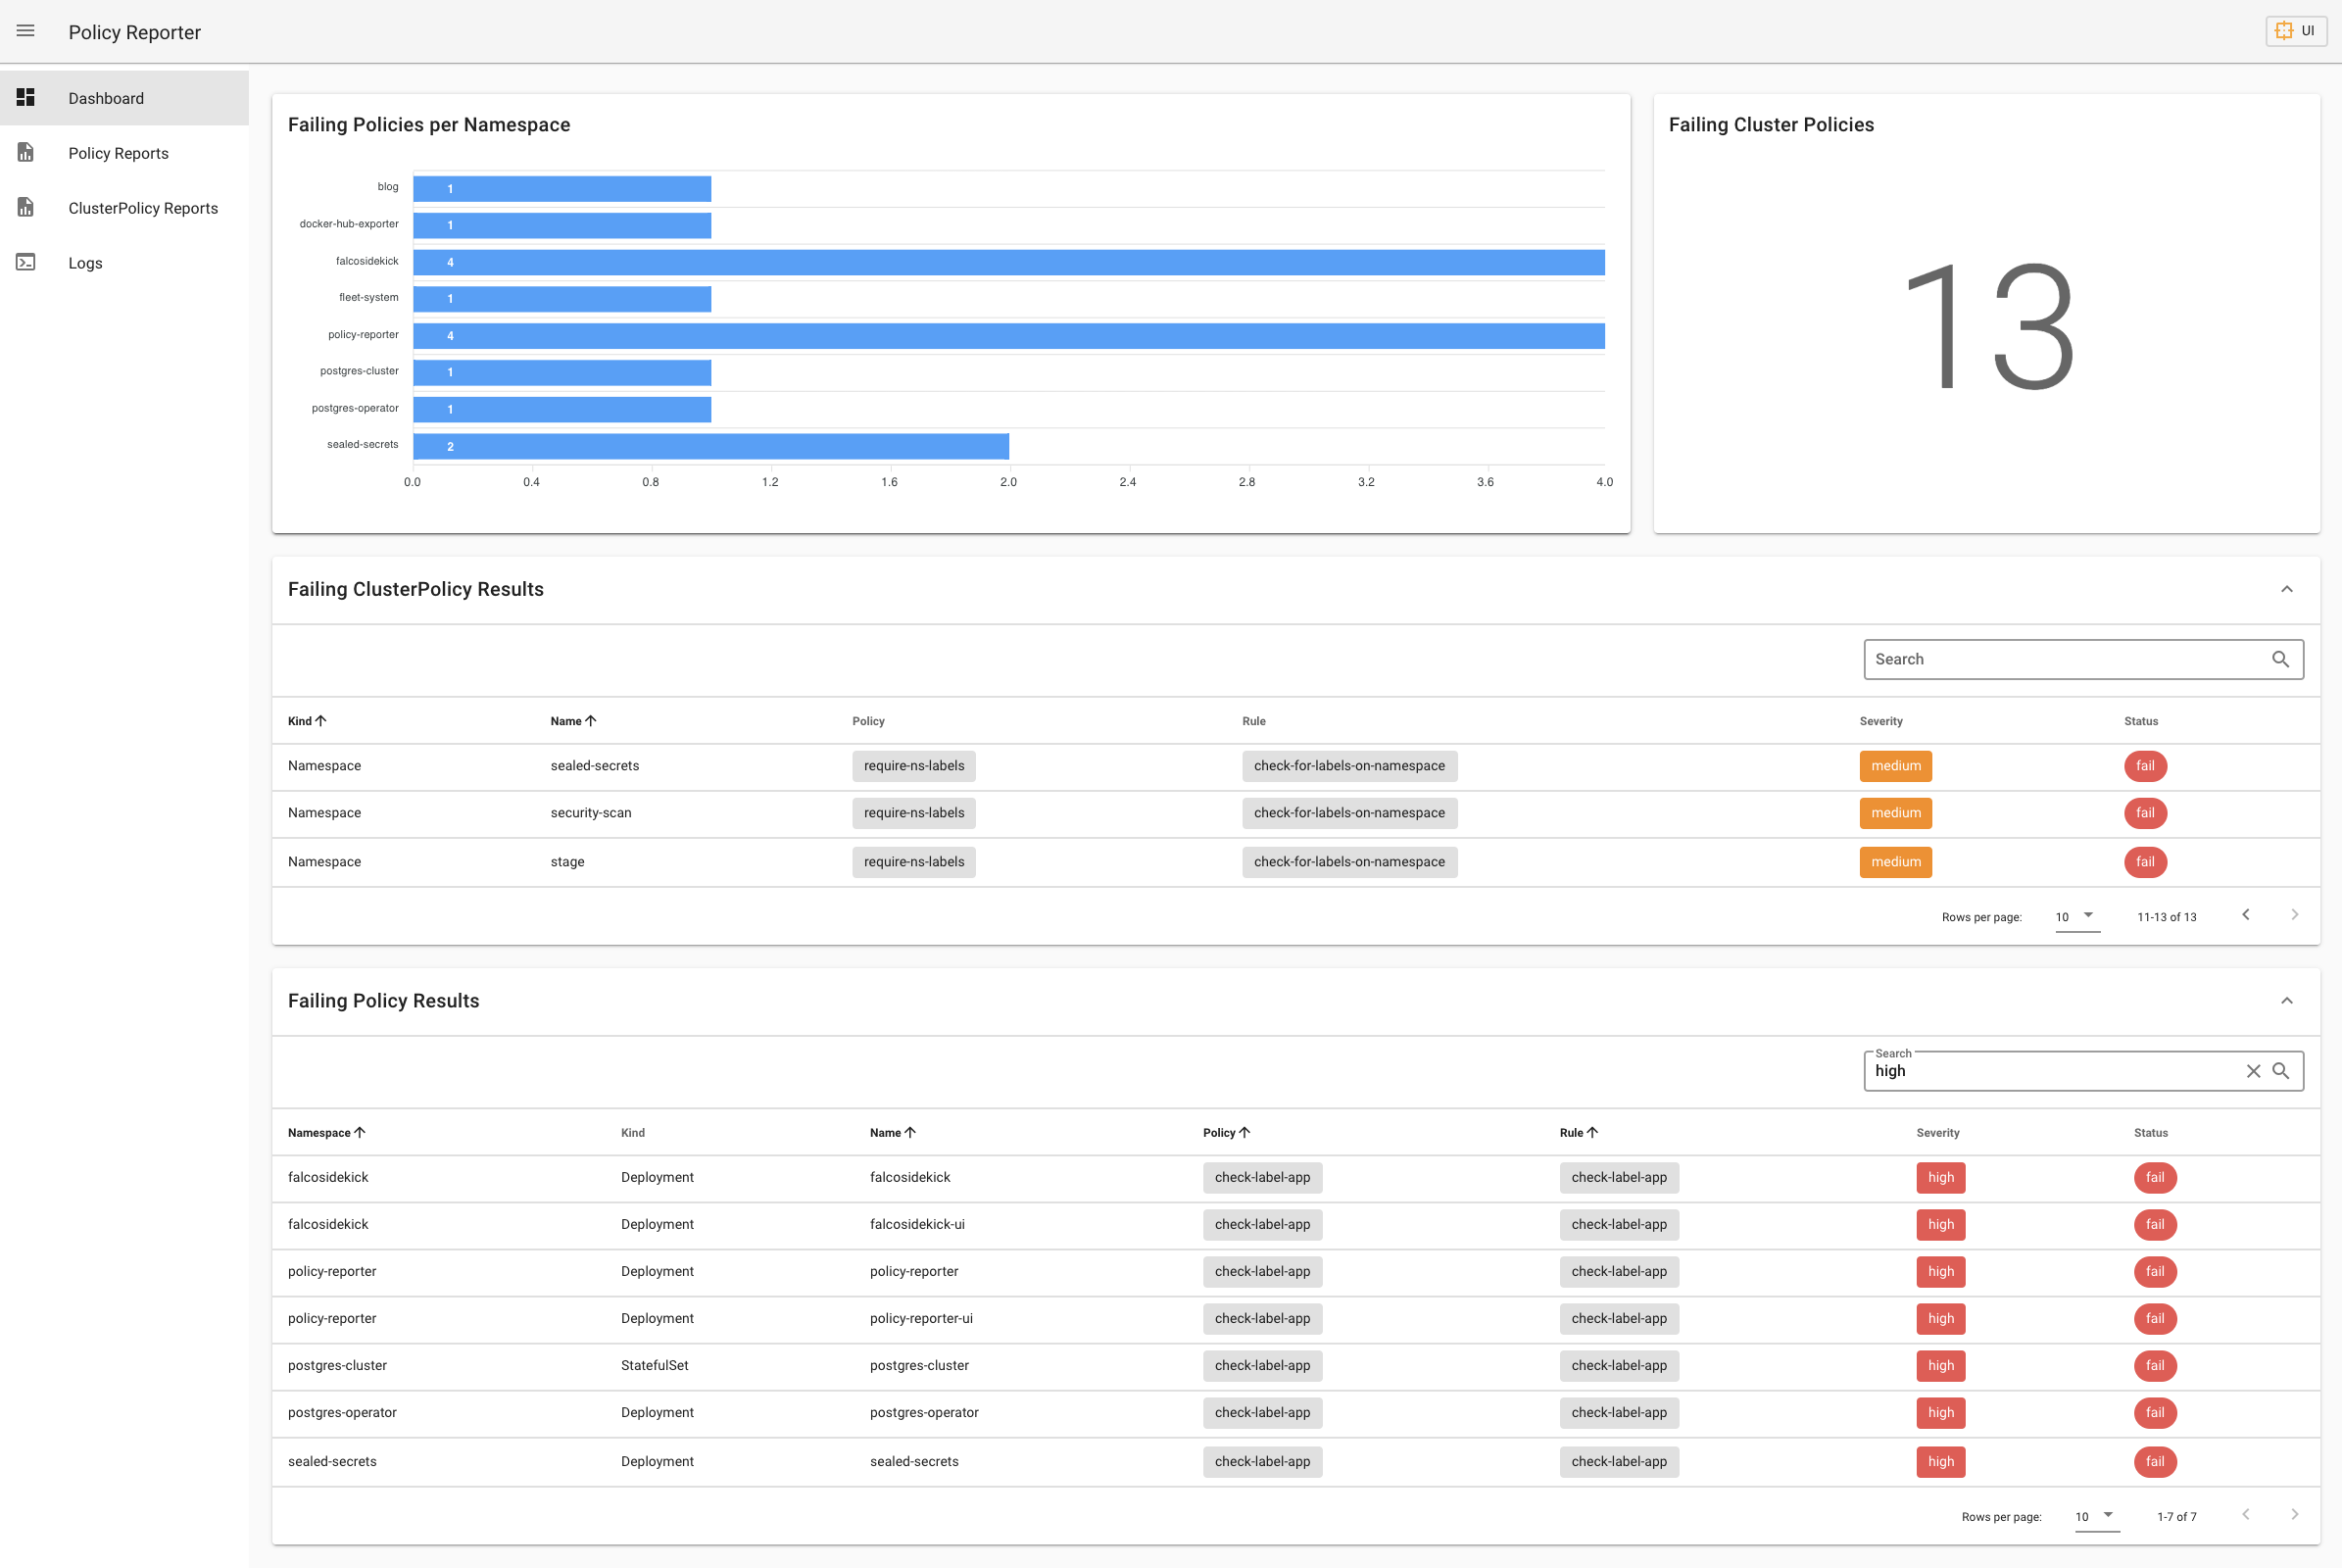 Policy Reporter
UI
Dashboard
Policy Reports
ClusterPolicy Reports
Logs
Failing Policies per Namespace
blog 1
docker-hub-exporter 1
falcosidekick 4
fleet-system 1
policy-reporter 4
postgres-cluster 1
postgres-operator 1
sealed-secrets 2
0.0 0.4 0.8 1.2 1.6 2.0 2.4 2.8 3.2 3.6 4.0
Failing Cluster Policies
13
Failing ClusterPolicy Results
Search
Kind Name Policy Rule Severity Status
Namespace sealed-secrets require-ns-labels check-for-labels-on-namespace medium fail
Namespace security-scan require-ns-labels check-for-labels-on-namespace medium fail
Namespace stage require-ns-labels check-for-labels-on-namespace medium fail
Rows per page: 10 11-13 of 13
Failing Policy Results
Search
high
Namespace Kind Name Policy Rule Severity Status
falcosidekick Deployment falcosidekick check-label-app check-label-app high fail
falcosidekick Deployment falcosidekick-ui check-label-app check-label-app high fail
policy-reporter Deployment policy-reporter check-label-app check-label-app high fail
policy-reporter Deployment policy-reporter-ui check-label-app check-label-app high fail
postgres-cluster StatefulSet postgres-cluster check-label-app check-label-app high fail
postgres-operator Deployment postgres-operator check-label-app check-label-app high fail
sealed-secrets Deployment sealed-secrets check-label-app check-label-app high fail
Rows per page: 10 1-7 of 7